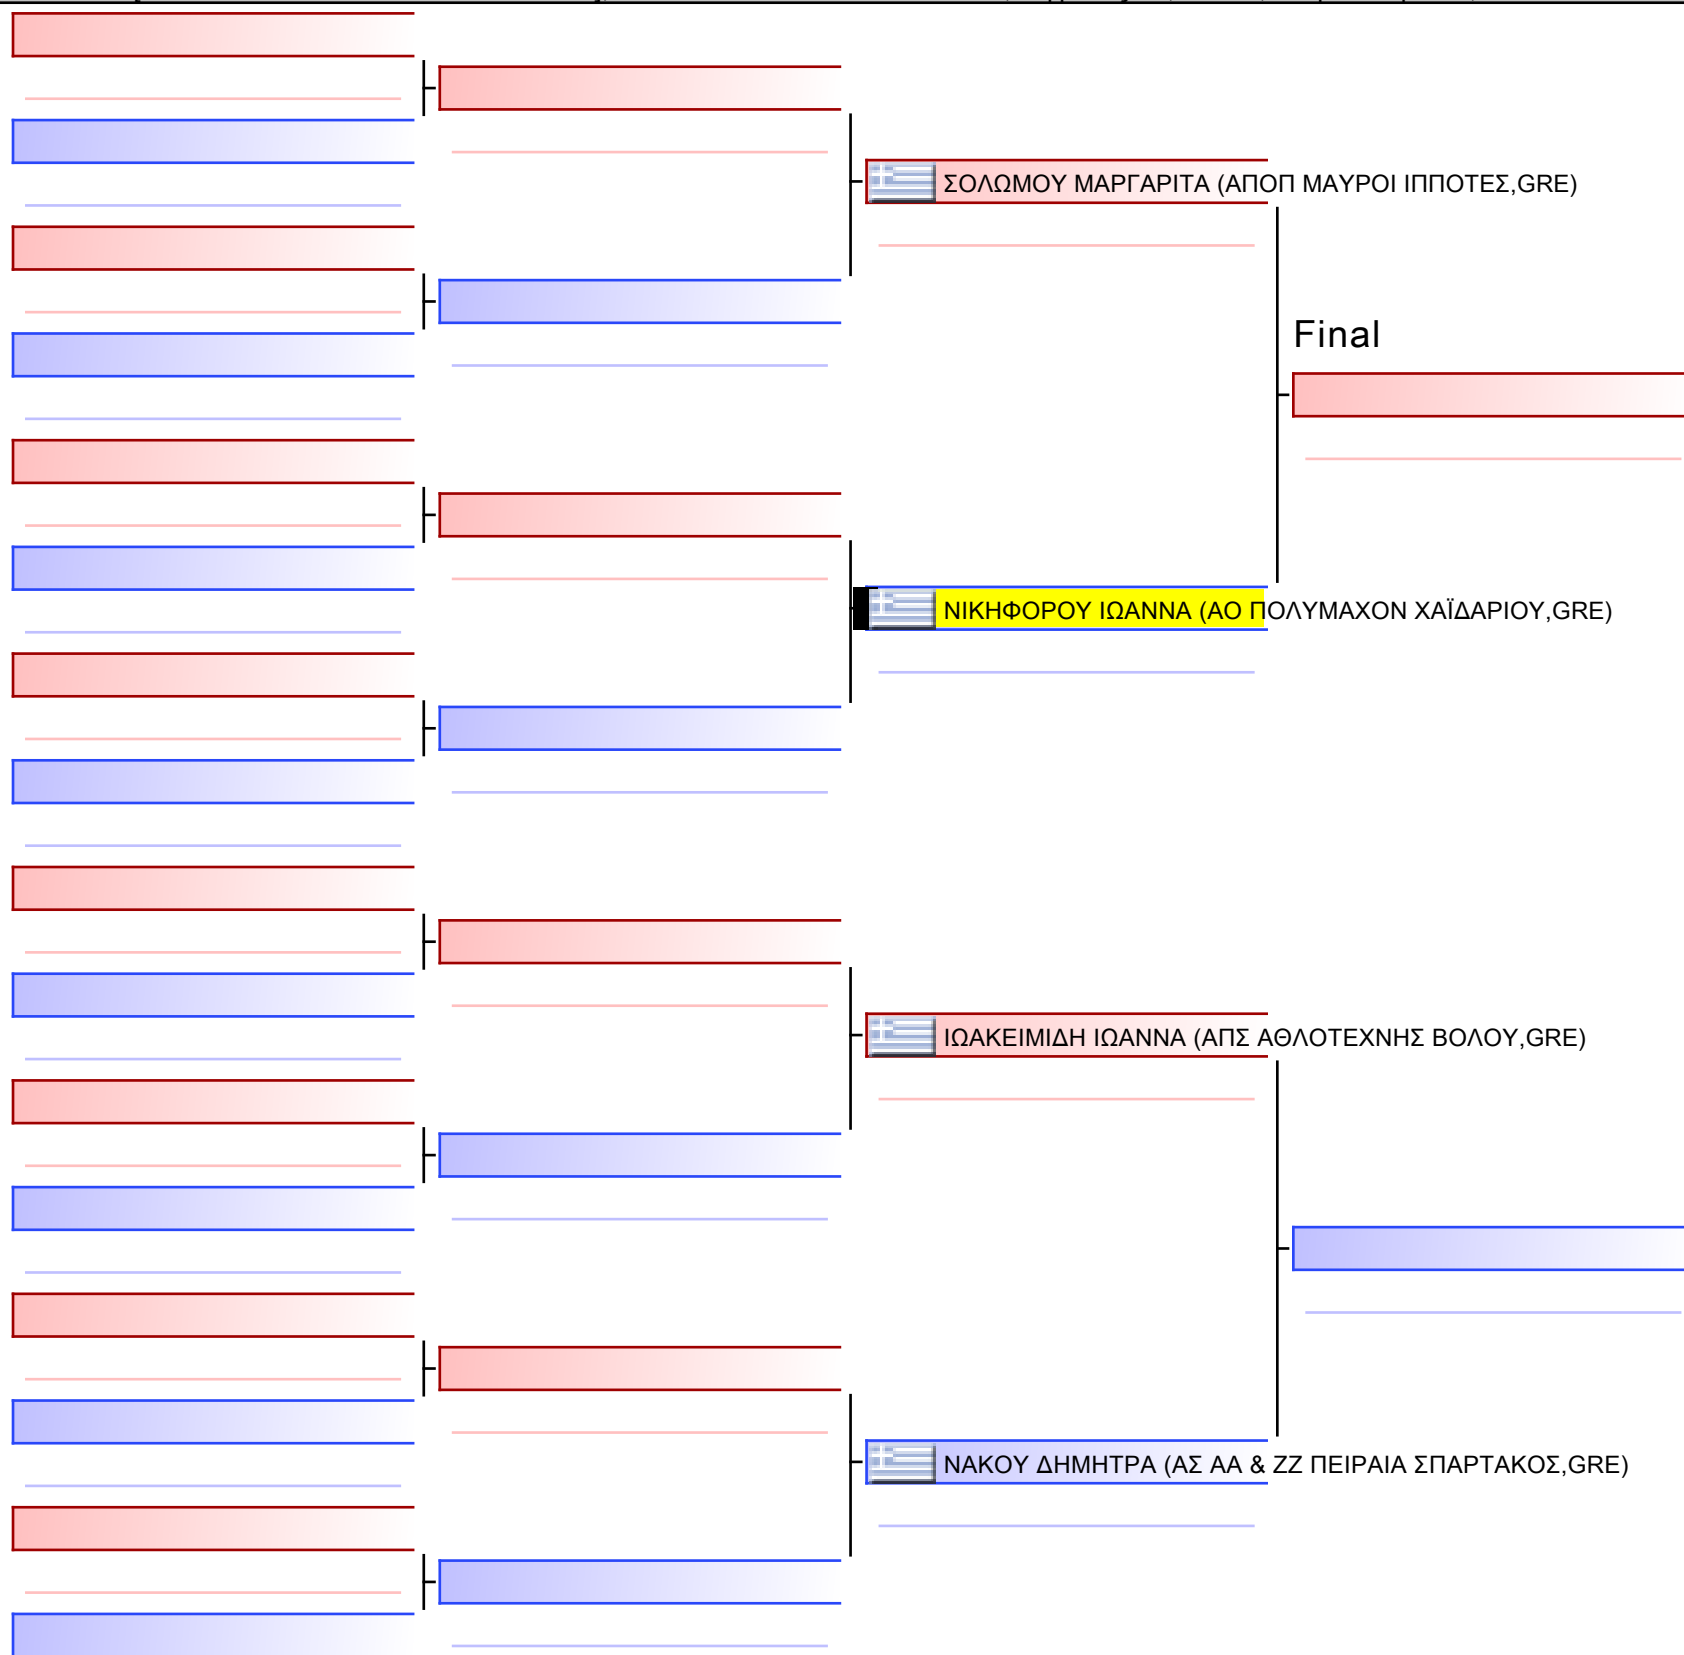 ΣΟΛΩΜΟΥ ΜΑΡΓΑΡΙΤΑ (ΑΠΟΠ ΜΑΥΡΟΙ ΙΠΠΟΤΕΣ,GRE)
Final
ΝΙΚΗΦΟΡΟΥ ΙΩΑΝΝΑ (ΑΟ ΠΟΛΥΜΑΧΟΝ ΧΑΪΔΑΡΙΟΥ,GRE)
ΙΩΑΚΕΙΜΙΔΗ ΙΩΑΝΝΑ (ΑΠΣ ΑΘΛΟΤΕΧΝΗΣ ΒΟΛΟΥ,GRE)
ΝΑΚΟΥ ΔΗΜΗΤΡΑ (ΑΣ ΑΑ & ΖΖ ΠΕΙΡΑΙΑ ΣΠΑΡΤΑΚΟΣ,GRE)